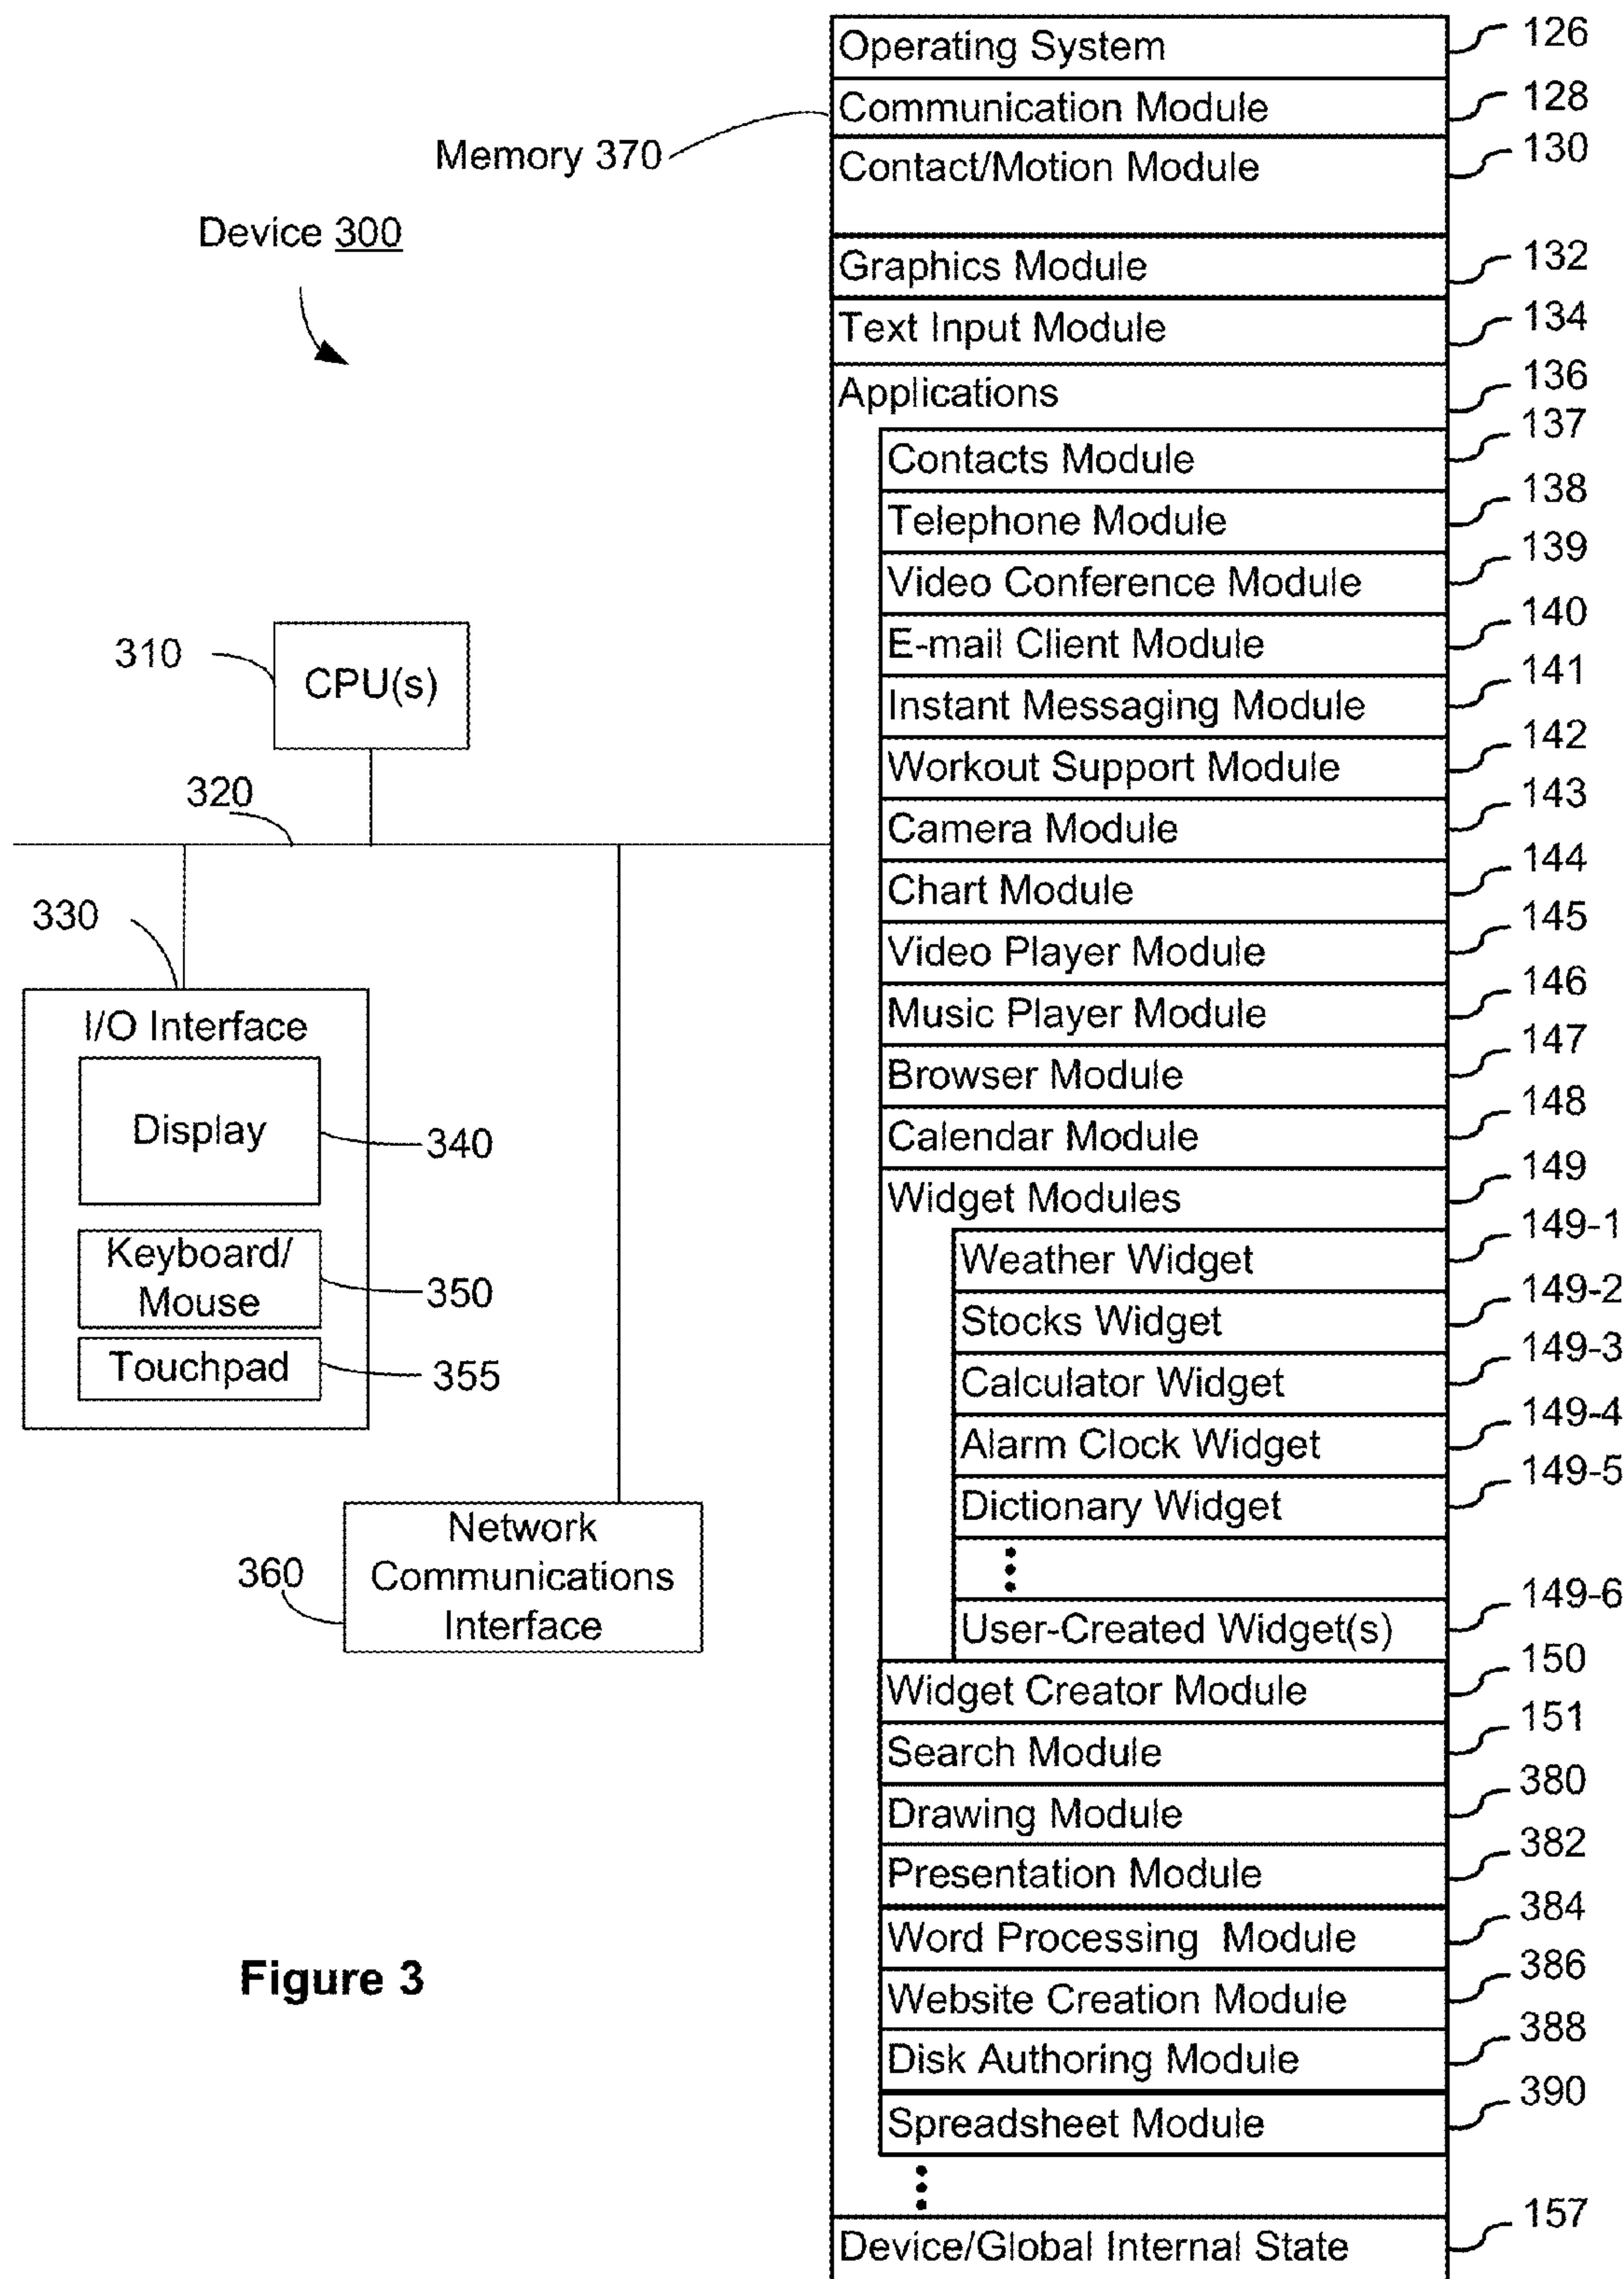 Operating System 126
Communication Module 128
Memory 370
Contact/Motion Module 130
Device 300
Graphics Module 132
Text Input Module 134
Applications 136
Contacts Module 137
Telephone Module 138
Video Conference Module 139
E-mail Client Module 140
310 CPU(s)
Instant Messaging Module 141
Workout Support Module 142
320
Camera Module 143
Chart Module 144
330
Video Player Module 145
I/O Interface
Music Player Module 146
Browser Module 147
Display 340
Calendar Module 148
Widget Modules 149
Keyboard/
Mouse 350
Weather Widget 149-1
Stocks Widget 149-2
Touchpad 355
Calculator Widget 149-3
Alarm Clock Widget 149-4
Dictionary Widget 149-5
Network
Communications
Interface
360
User-Created Widget(s) 149-6
Widget Creator Module 150
Search Module 151
Drawing Module 380
Presentation Module 382
Word Processing Module 384
Figure 3
Website Creation Module 386
Disk Authoring Module 388
Spreadsheet Module 390
Device/Global Internal State 157